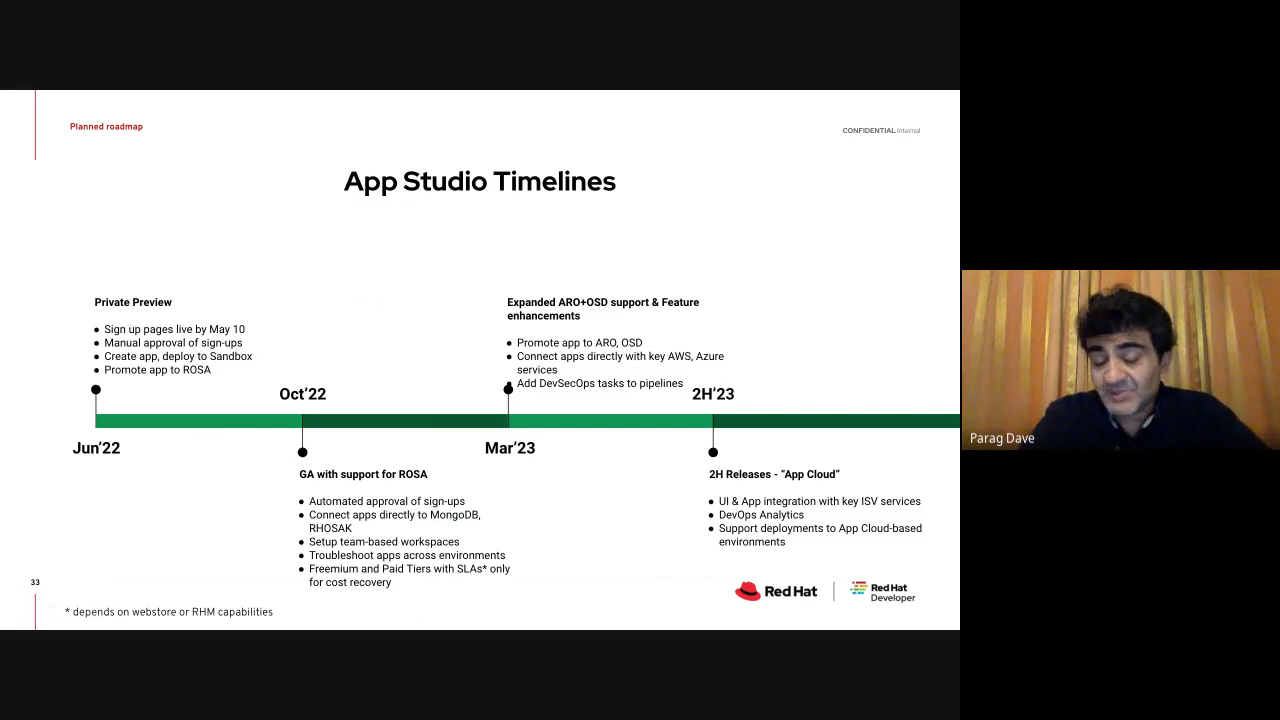 Planned roadmap
CONFIDENTIAL Internal
App Studio Timelines
Private Preview
● Sign up pages live by May 10
● Manual approval of sign-ups
● Create app, deploy to Sandbox
● Promote app to ROSA
Expanded ARO+OSD support & Feature
enhancements
● Promote app to ARO, OSD
● Connect apps directly with key AWS, Azure
services
● Add DevSecOps tasks to pipelines
Oct'22
2H'23
Jun'22
Mar'23
GA with support for ROSA
● Automated approval of sign-ups
● Connect apps directly to MongoDB,
RHOSAK
● Setup team-based workspaces
● Troubleshoot apps across environments
● Freemium and Paid Tiers with SLAs* only
for cost recovery
2H Releases - “App Cloud”
● UI & App integration with key ISV services
● DevOps Analytics
● Support deployments to App Cloud-based
environments
33
* depends on webstore or RHM capabilities
Red Hat
Red Hat
Developer
Parag Dave